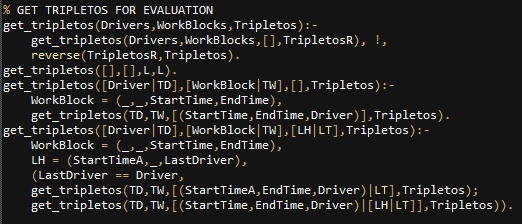 % GET TRIPLETOS FOR EVALUATION
get_tripletos(Drivers,WorkBlocks,Tripletos):-
    get_tripletos(Drivers,WorkBlocks,[],TripletosR), !,
    reverse(TripletosR,Tripletos).
get_tripletos([],[],L,L).
get_tripletos([Driver|TD],[WorkBlock|TW],[],Tripletos):-
    WorkBlock = (_,_,StartTime,EndTime),
    get_tripletos(TD,TW,[(StartTime,EndTime,Driver)],Tripletos).
get_tripletos([Driver|TD],[WorkBlock|TW],[LH|LT],Tripletos):-
    WorkBlock = (_,_,StartTime,EndTime),
    LH = (StartTimeA,_,LastDriver),
    (LastDriver == Driver,
    get_tripletos(TD,TW,[(StartTimeA,EndTime,Driver)|LT],Tripletos);
    get_tripletos(TD,TW,[(StartTime,EndTime,Driver)|[LH|LT]],Tripletos)).